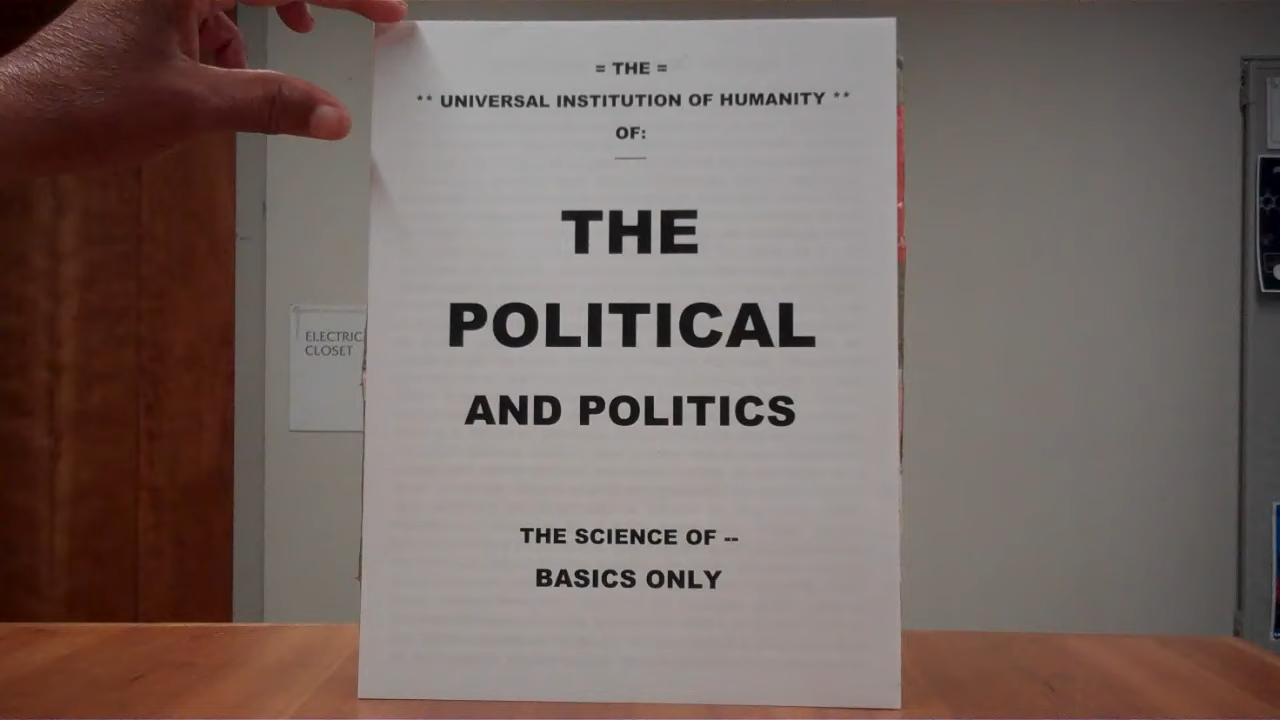 = THE =
** UNIVERSAL INSTITUTION OF HUMANITY **
OF:
THE
POLITICAL
AND POLITICS
THE SCIENCE OF --
BASICS ONLY
ELECTRIC
CLOSET